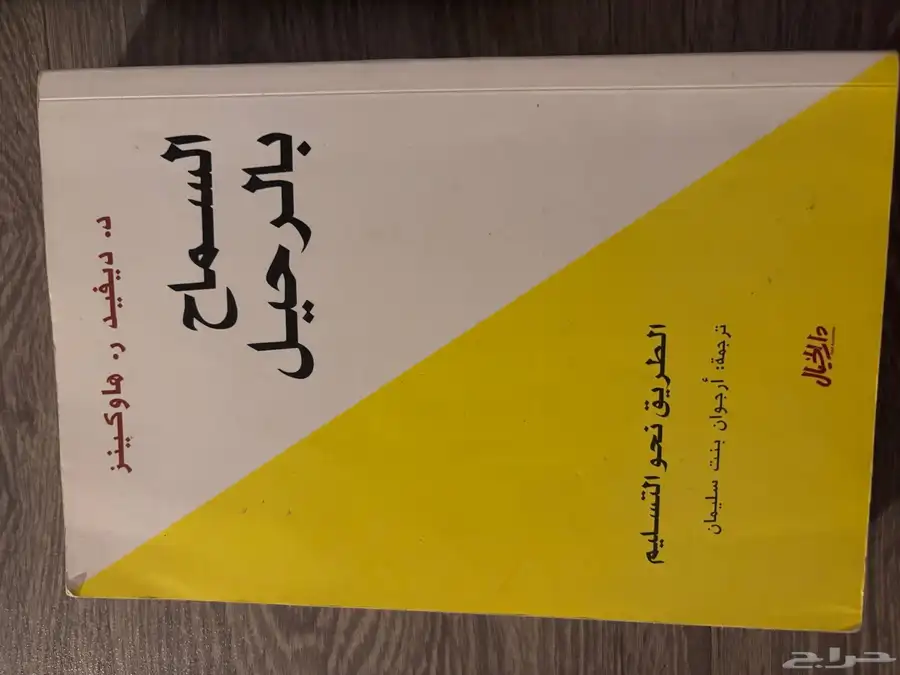 د. ديفيد ر. هاوكينز
السماح
بالرحيل
الطريق نحو التسليم
ترجمة: أرجوان بنت سليمان
دار الخيال
حراج